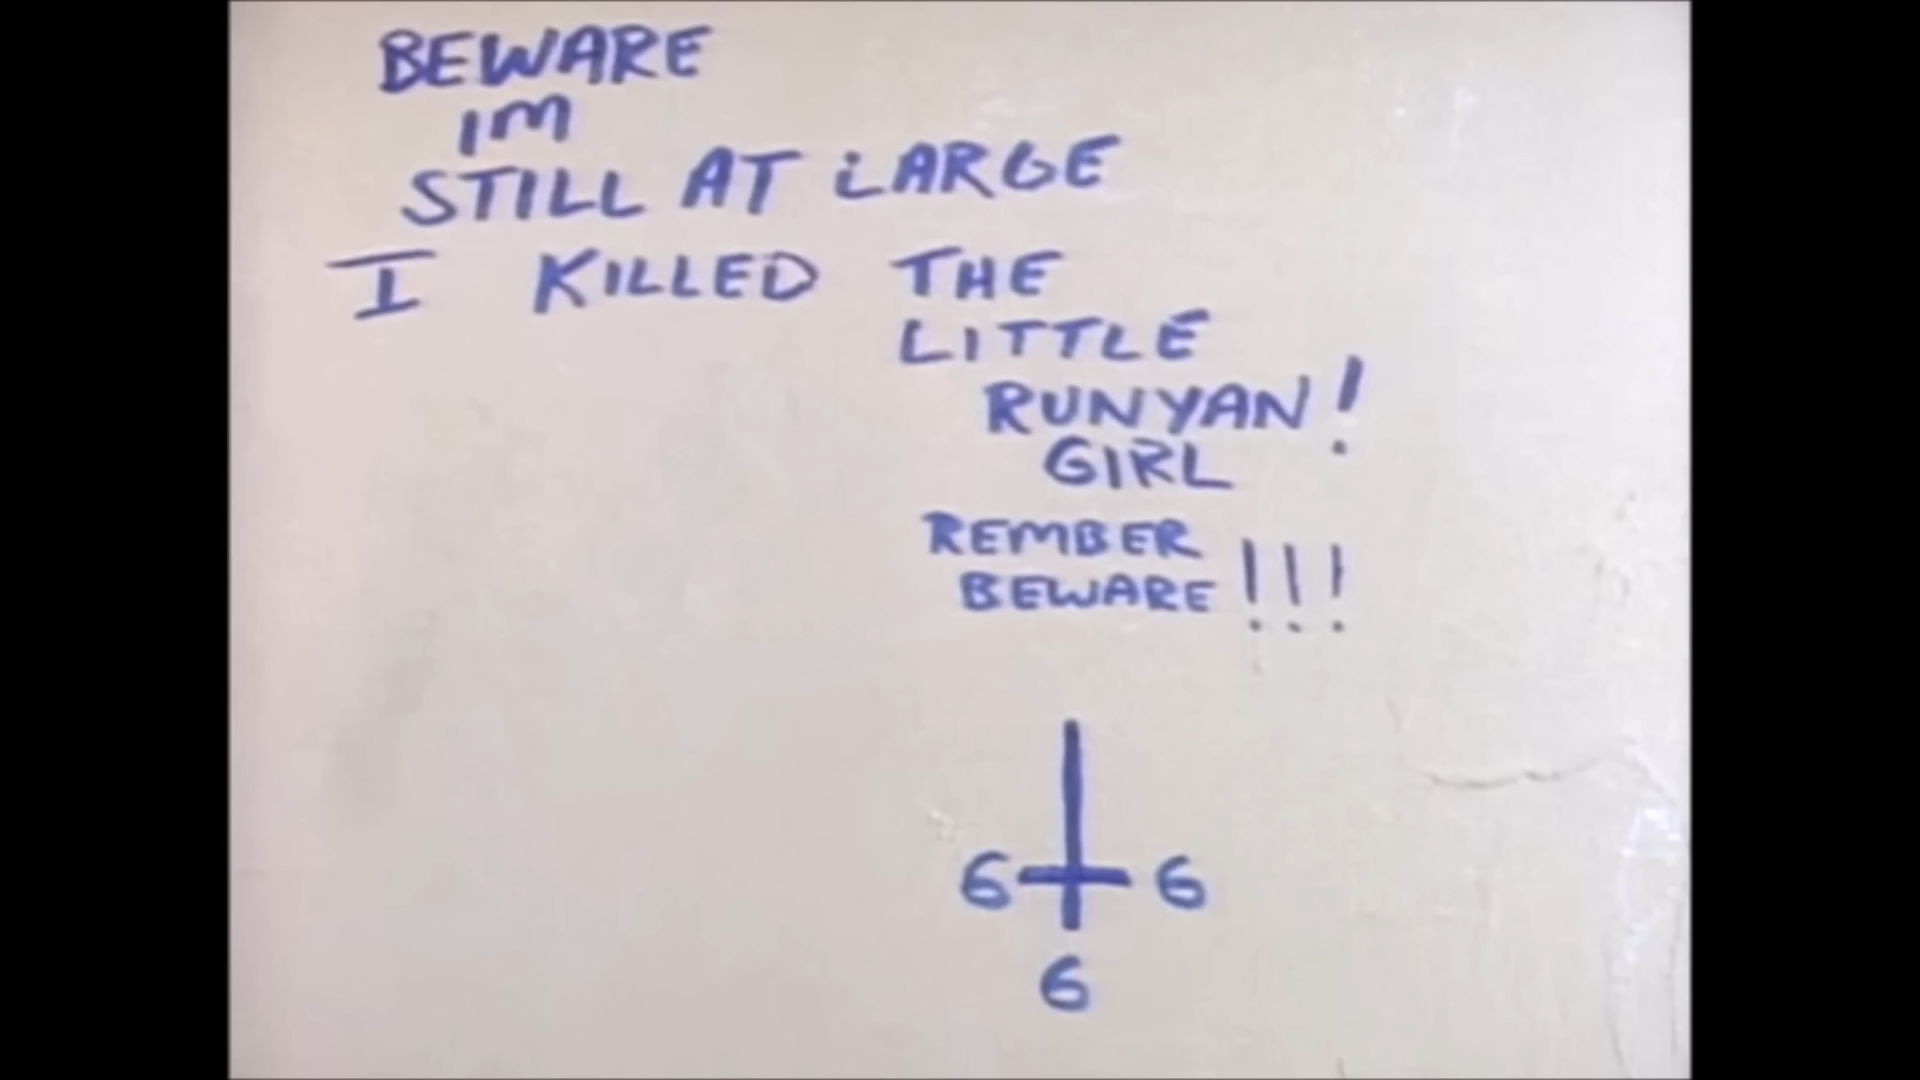 BEWARE
IM
STILL AT LARGE
I KILLED THE
LITTLE
RUNYAN!
GIRL
REMBER
BEWARE!!!
6 6
6